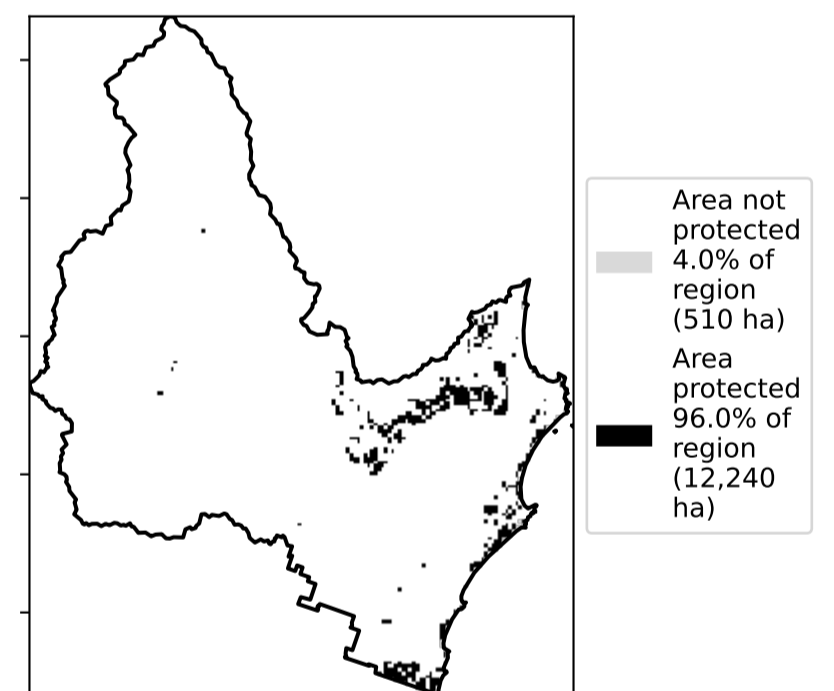 Area not
protected
4.0% of
region
(510 ha)
Area
protected
96.0% of
region
(12,240
ha)